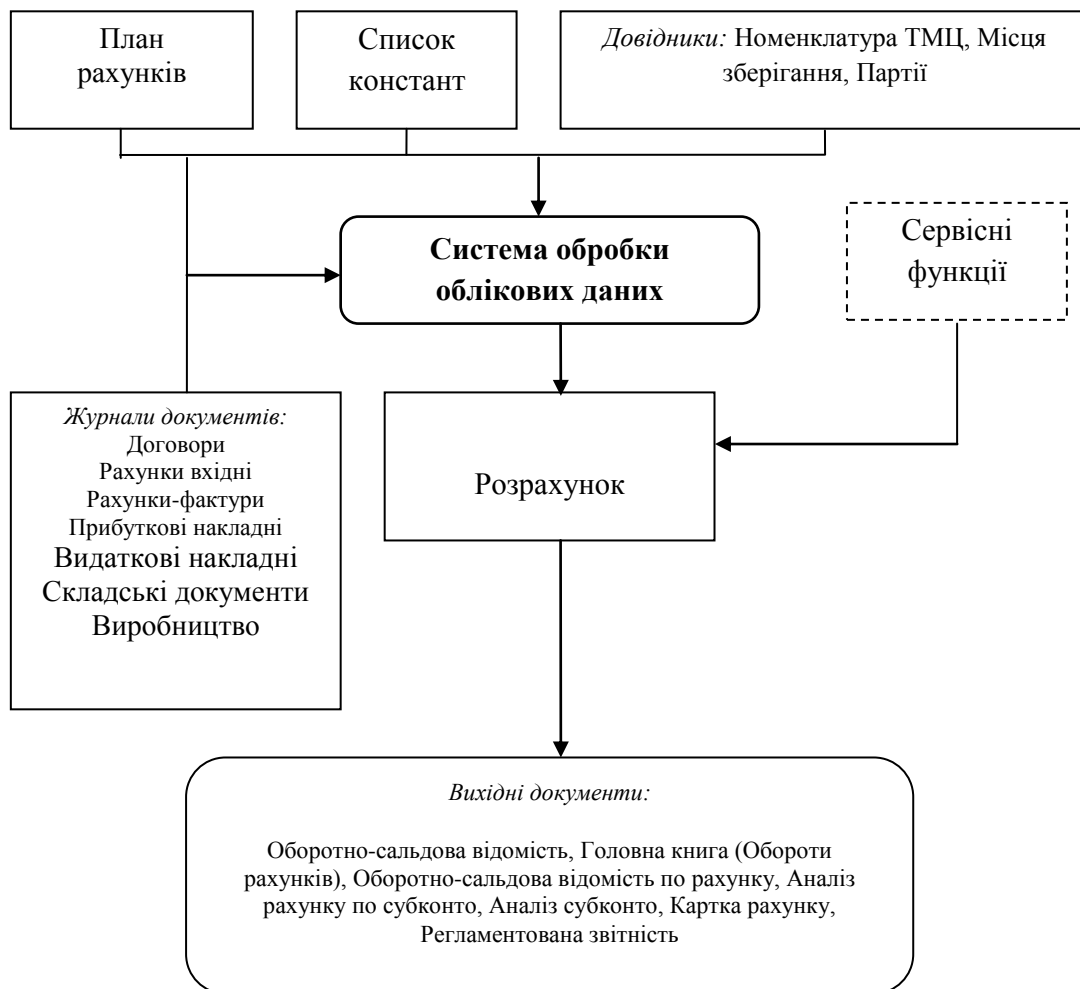 План
рахунків
Список
констант
Довідники: Номенклатура ТМЦ, Місця
зберігання, Партії
Система обробки
облікових даних
Сервісні
функції
Журнали документів:
Договори
Рахунки вхідні
Рахунки-фактури
Прибуткові накладні
Видаткові накладні
Складські документи
Виробництво
Розрахунок
Вихідні документи:
Оборотно-сальдова відомість, Головна книга (Обороти
рахунків), Оборотно-сальдова відомість по рахунку, Аналіз
рахунку по субконто, Аналіз субконто, Картка рахунку,
Регламентована звітність